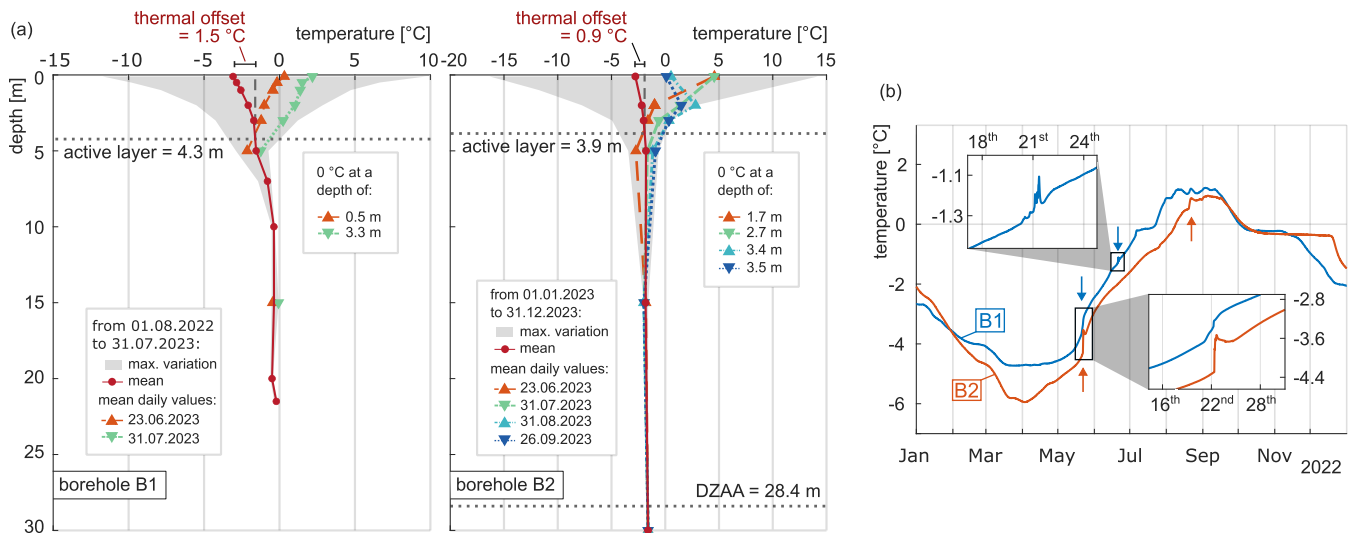 (a)
thermal offset
= 1.5 °C
temperature [°C]
-15
-10
-5
0
5
10
depth [m]
0
5
10
15
20
25
30
active layer = 4.3 m
0 °C at a
depth of:
0.5 m
3.3 m
from 01.08.2022
to 31.07.2023:
max. variation
mean
mean daily values:
23.06.2023
31.07.2023
borehole B1
thermal offset
= 0.9 °C
temperature [°C]
-20
-15
-10
-5
0
5
10
15
active layer = 3.9 m
0 °C at a
depth of:
1.7 m
2.7 m
3.4 m
3.5 m
from 01.01.2023
to 31.12.2023:
max. variation
mean
mean daily values:
23.06.2023
31.07.2023
31.08.2023
26.09.2023
borehole B2
DZAA = 28.4 m
(b)
temperature [°C]
2
0
-2
-4
-6
18th
21st
24th
-1.1
-1.3
B1
B2
-2.8
-3.6
-4.4
16th
22nd
28th
Jan
Mar
May
Jul
Sep
Nov
2022